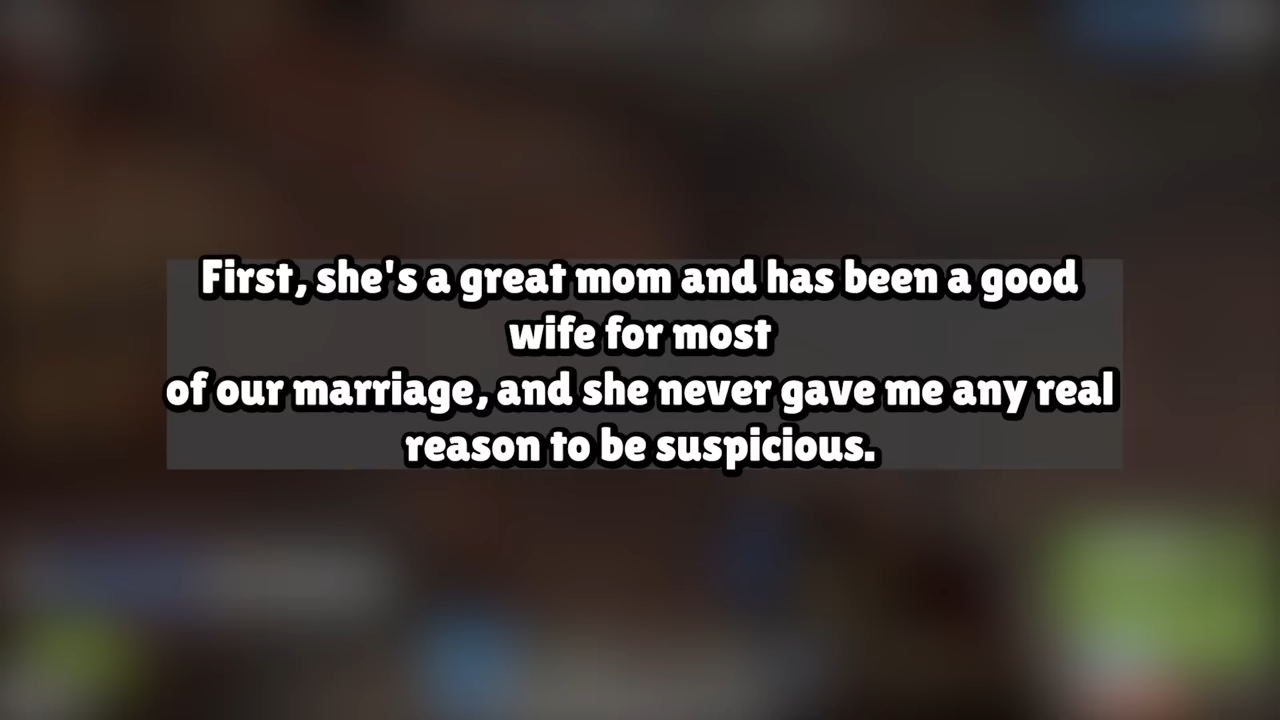 First, she's a great mom and has been a good
wife for most
of our marriage, and she never gave me any real
reason to be suspicious.